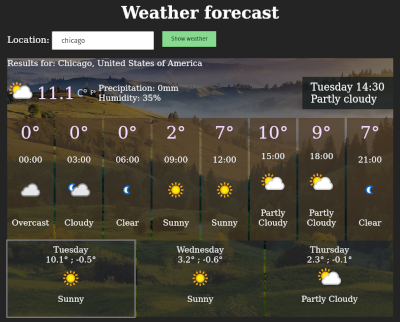 Weather forecast
Location: chicago Show weather
Results for: Chicago, United States of America
11.1 C° F° Precipitation: 0mm
Humidity: 35%
Tuesday 14:30
Partly cloudy
0° 0° 0° 2° 7° 10° 9° 7°
00:00 03:00 06:00 09:00 12:00 15:00 18:00 21:00
Overcast Cloudy Clear Sunny Sunny Partly Cloudy Partly Cloudy Clear
Tuesday Wednesday Thursday
10.1° ; -0.5° 3.2° ; -0.6° 2.3° ; -0.1°
Sunny Sunny Partly Cloudy